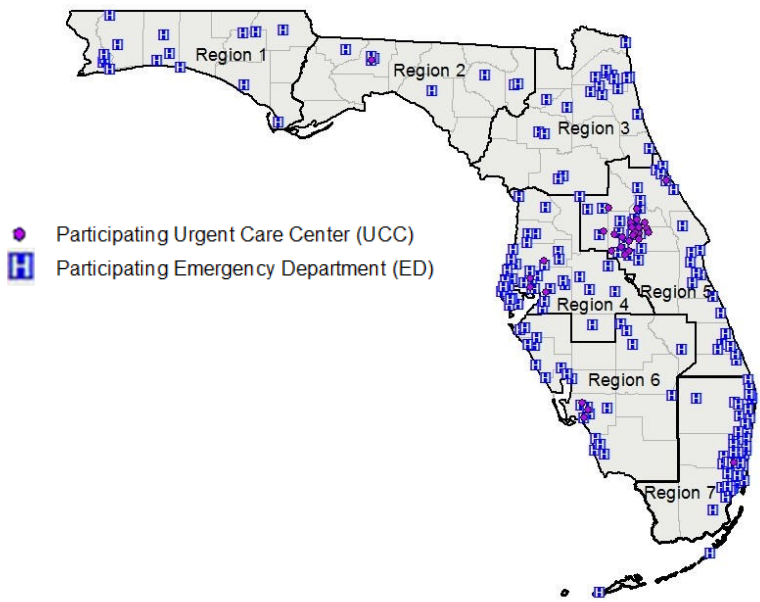 Region 1
Region 2
Region 3
Participating Urgent Care Center (UCC)
H Participating Emergency Department (ED)
Region 4
Region 5
Region 6
Region 7